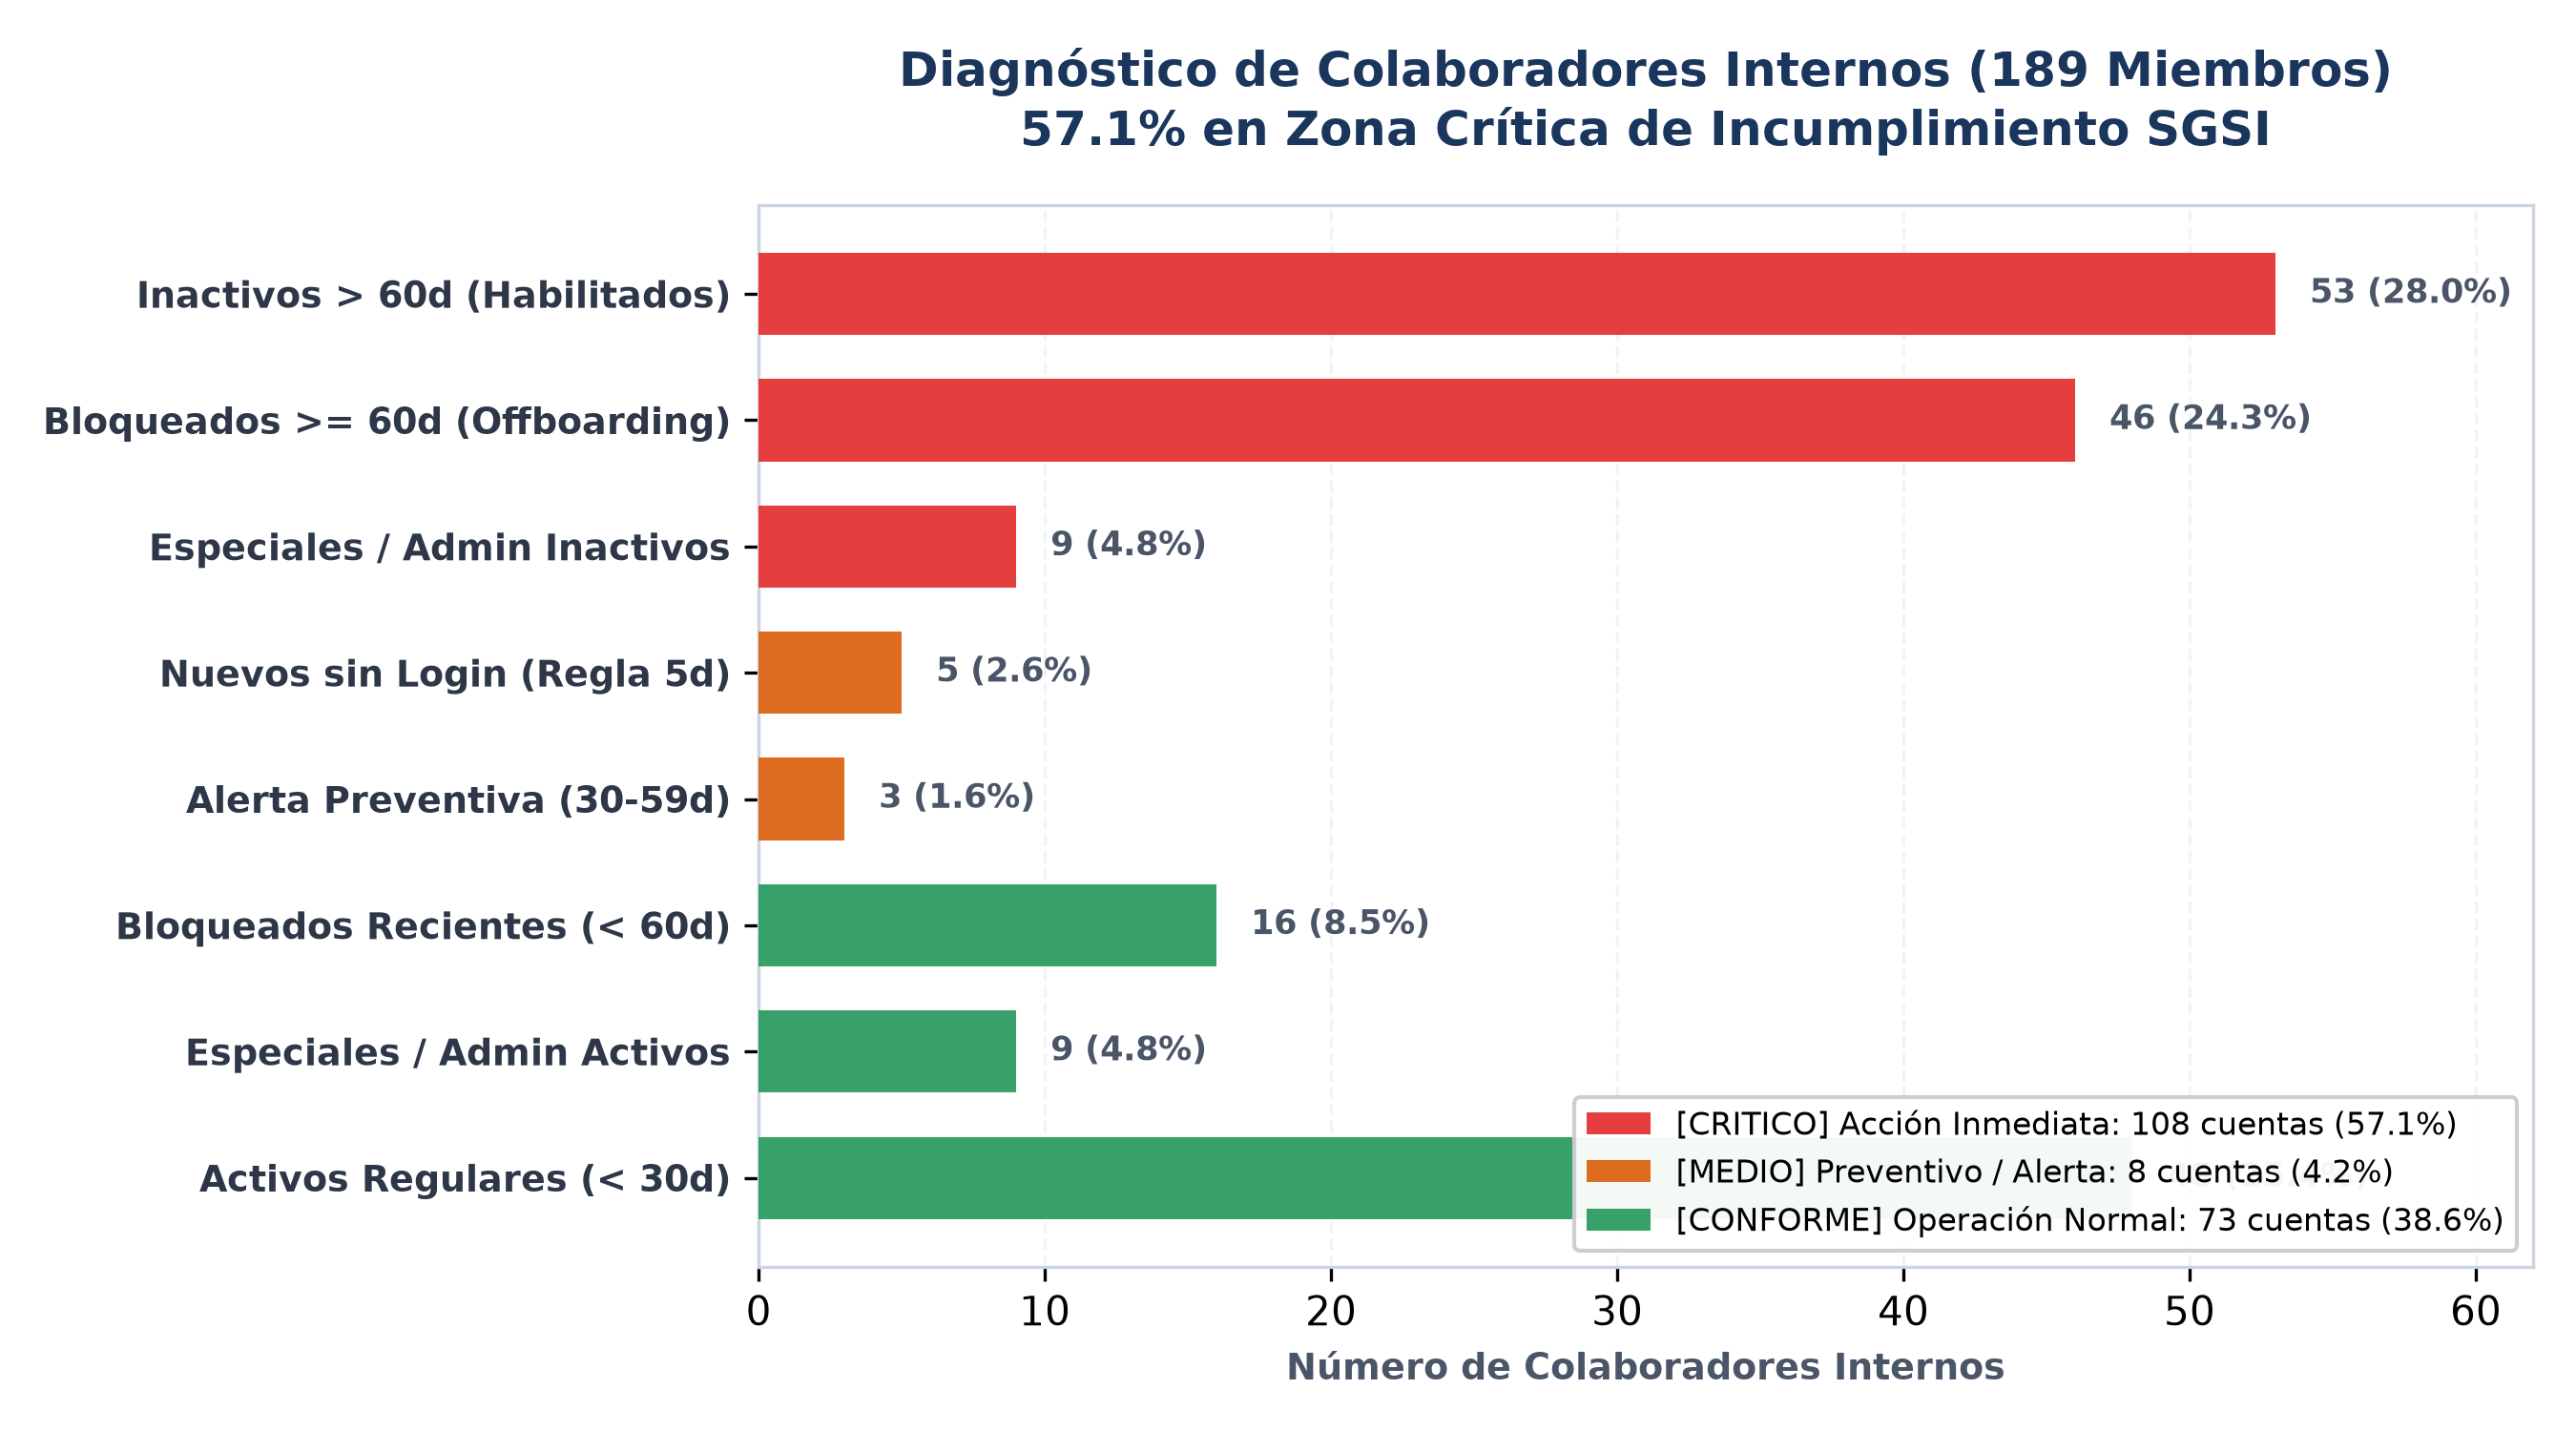 Diagnóstico de Colaboradores Internos (189 Miembros)
57.1% en Zona Crítica de Incumplimiento SGSI
Inactivos > 60d (Habilitados)
53 (28.0%)
Bloqueados >= 60d (Offboarding)
46 (24.3%)
Especiales / Admin Inactivos
9 (4.8%)
Nuevos sin Login (Regla 5d)
5 (2.6%)
Alerta Preventiva (30-59d)
3 (1.6%)
Bloqueados Recientes (< 60d)
16 (8.5%)
Especiales / Admin Activos
9 (4.8%)
Activos Regulares (< 30d)
[CRITICO] Acción Inmediata: 108 cuentas (57.1%)
[MEDIO] Preventivo / Alerta: 8 cuentas (4.2%)
[CONFORME] Operación Normal: 73 cuentas (38.6%)
0 10 20 30 40 50 60
Número de Colaboradores Internos